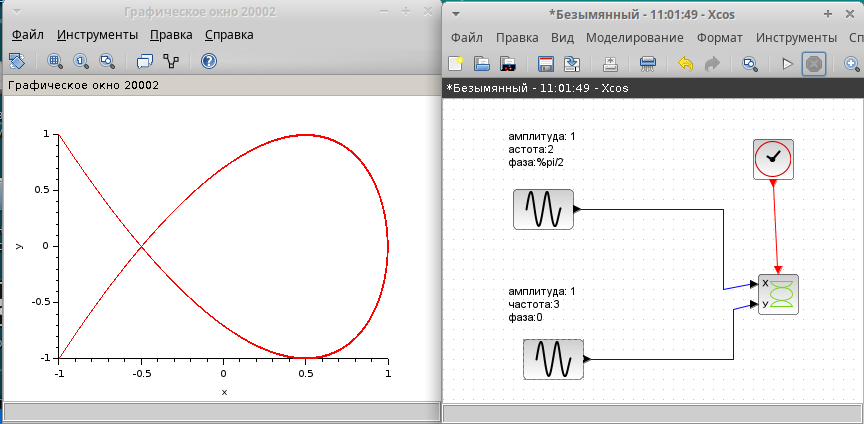 Графическое окно 20002
Файл Инструменты Правка Справка
Графическое окно 20002
1
0.5
0
-0.5
-1
y
-1 -0.5 0 0.5 1
x
*Безымянный - 11:01:49 - Xcos
Файл Правка Вид Моделирование Формат Инструменты Сп
*Безымянный - 11:01:49 - Xcos
амплитуда: 1
астота:2
фаза:%pi/2
X
У
амплитуда: 1
частота:3
фаза:0